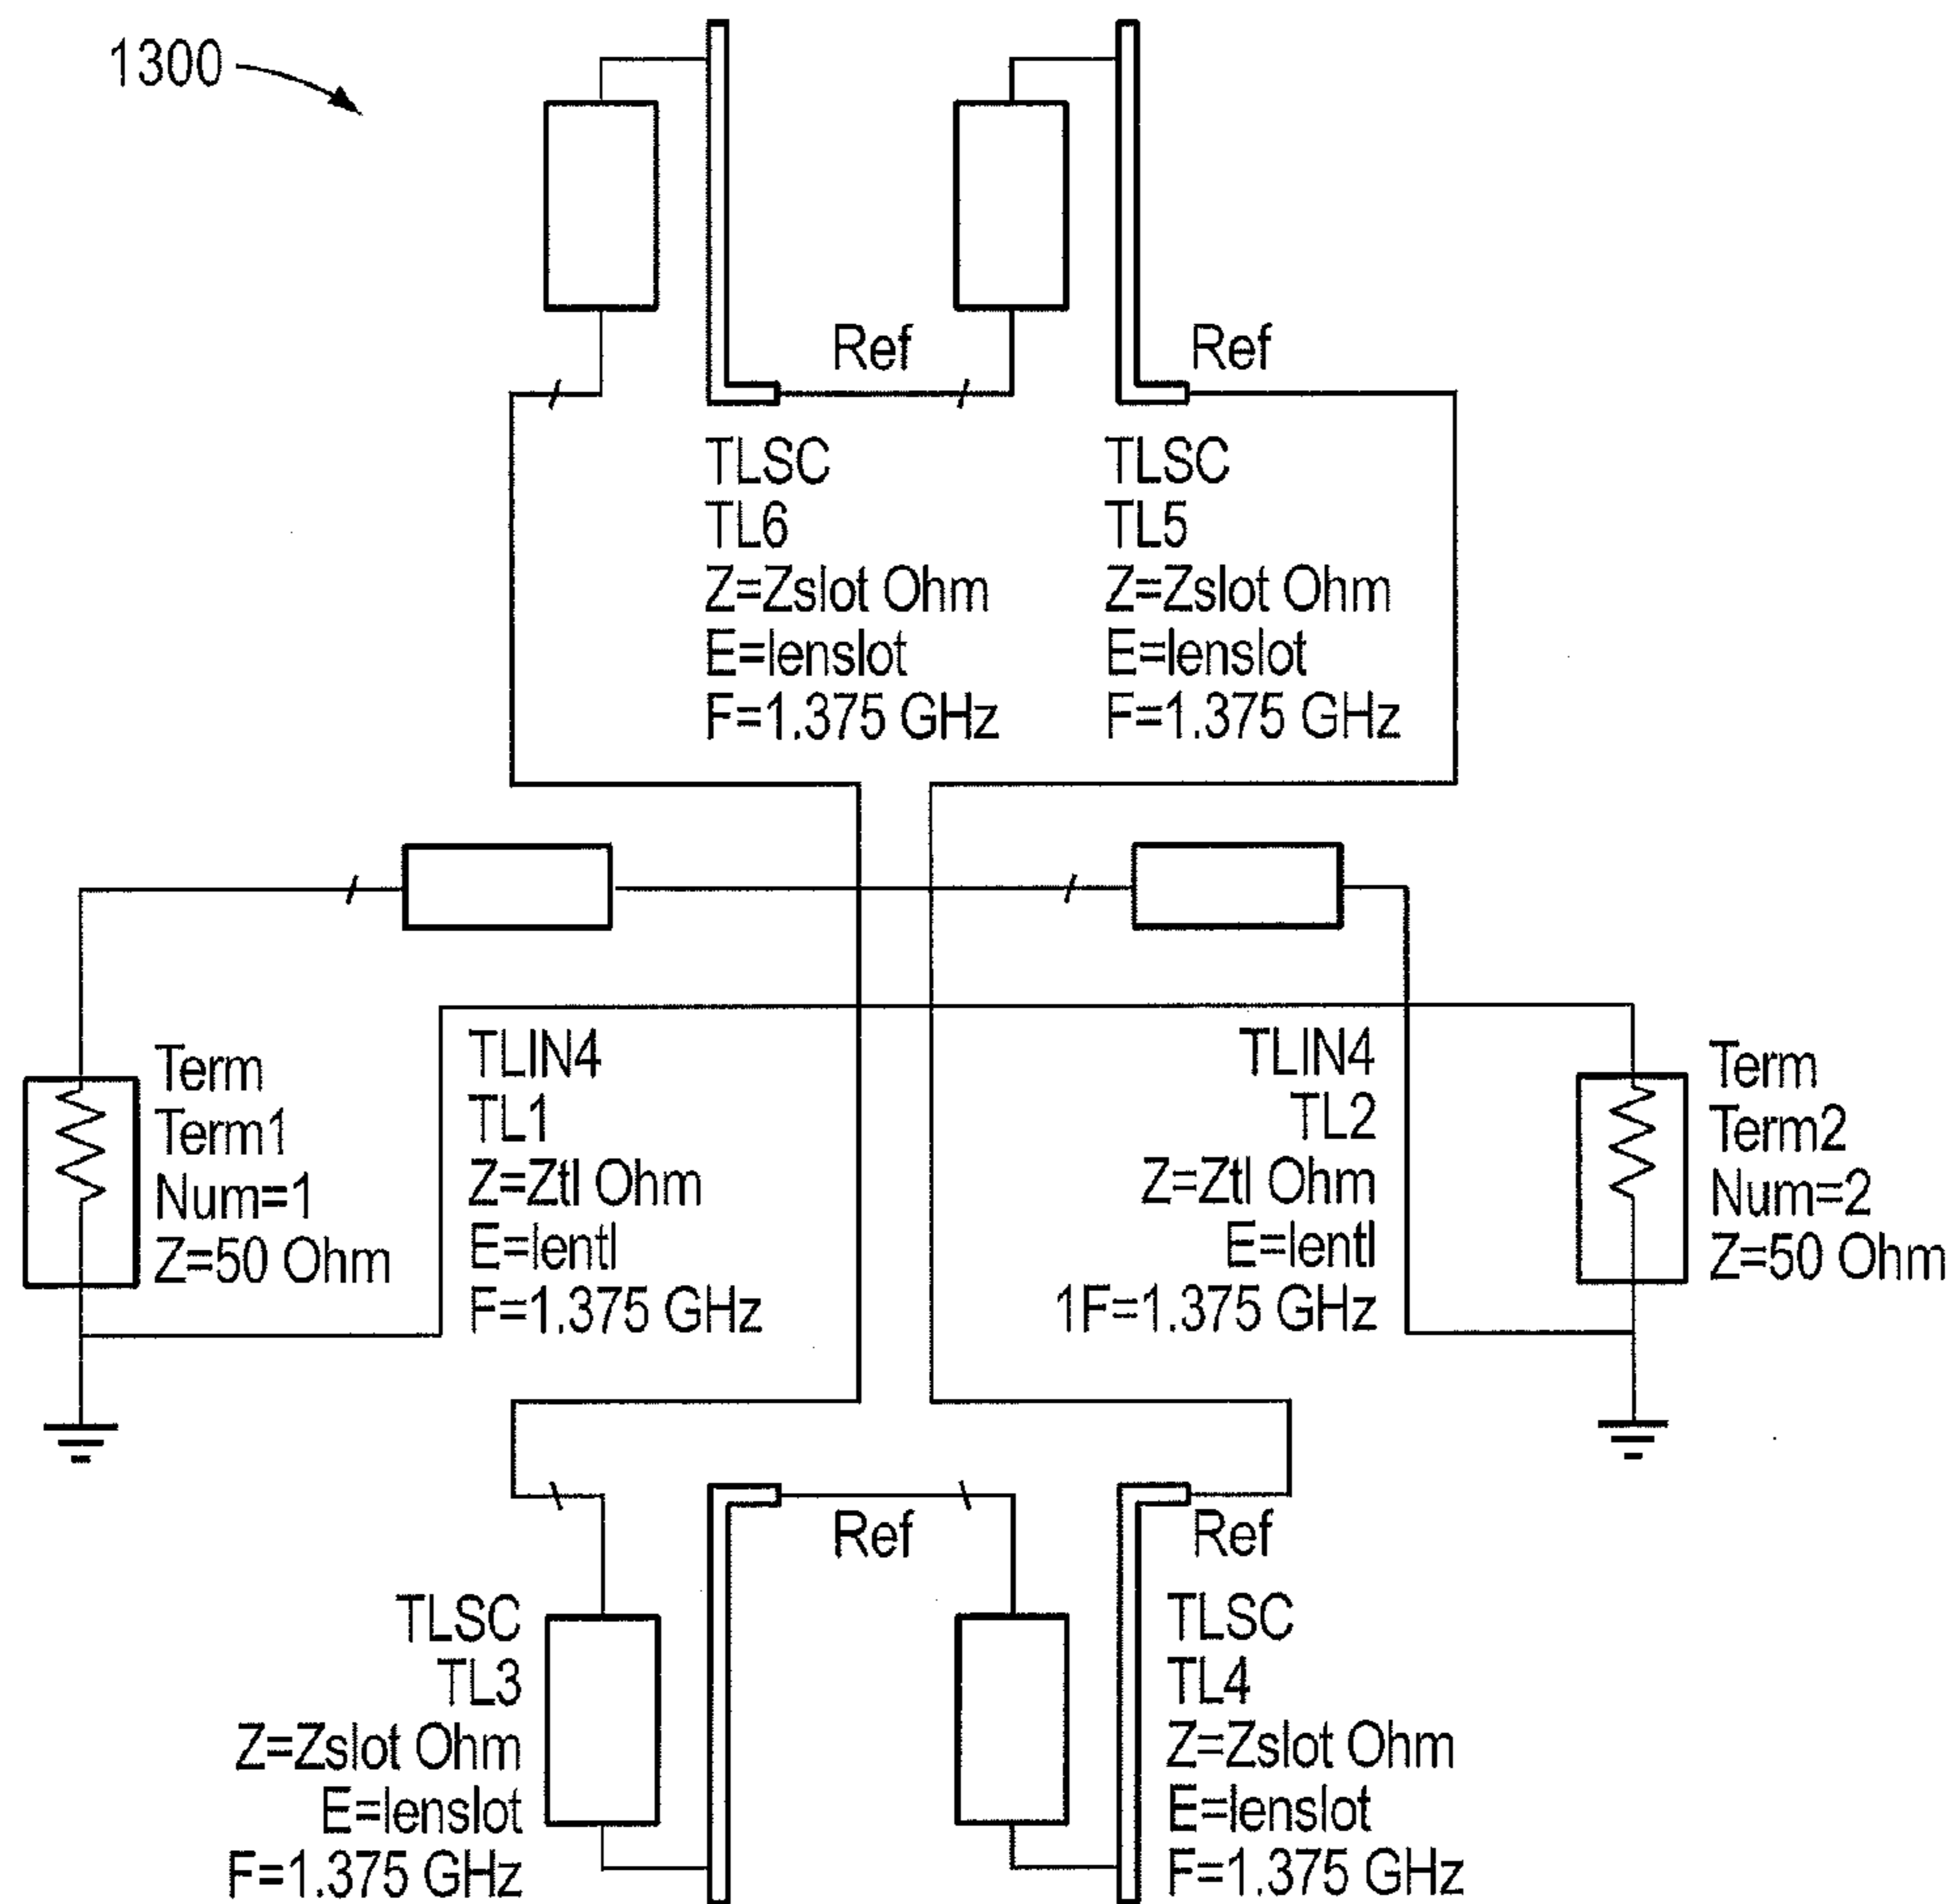 1300
Ref
Ref
TLSC
TL6
Z=Zslot Ohm
E=lenslot
F=1.375 GHz
TLSC
TL5
Z=Zslot Ohm
E=lenslot
F=1.375 GHz
Term
Term1
Num=1
Z=50 Ohm
TLIN4
TL1
Z=Ztl Ohm
E=lentl
F=1.375 GHz
TLIN4
TL2
Z=Ztl Ohm
E=lentl
1F=1.375 GHz
Term
Term2
Num=2
Z=50 Ohm
Ref
Ref
TLSC
TL3
Z=Zslot Ohm
E=lenslot
F=1.375 GHz
TLSC
TL4
Z=Zslot Ohm
E=lenslot
F=1.375 GHz